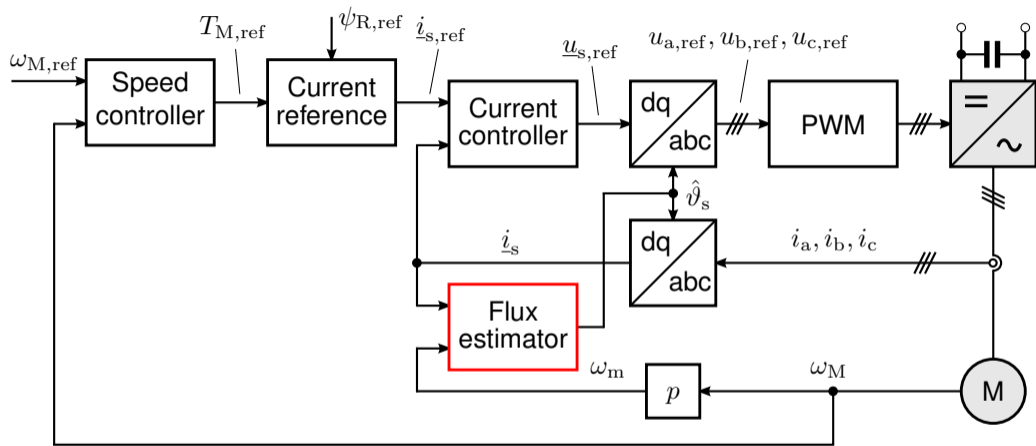 ω_M,ref
Speed
controller
T_M,ref
ψ_R,ref
Current
reference
i_s,ref
Current
controller
u_s,ref
dq
abc
u_a,ref, u_b,ref, u_c,ref
PWM
=
~
ϑ̂_s
dq
abc
i_s
i_a, i_b, i_c
Flux
estimator
ω_m
p
ω_M
M